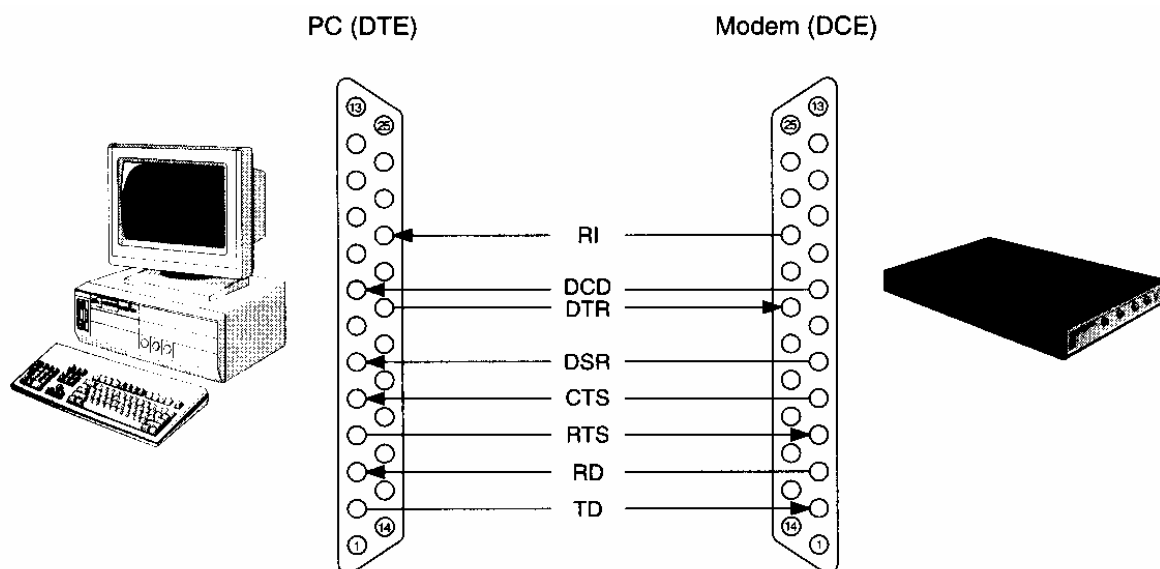 PC (DTE)
Modem (DCE)
13
25
13
25
RI
DCD
DTR
DSR
CTS
RTS
RD
TD
14
1
14
1